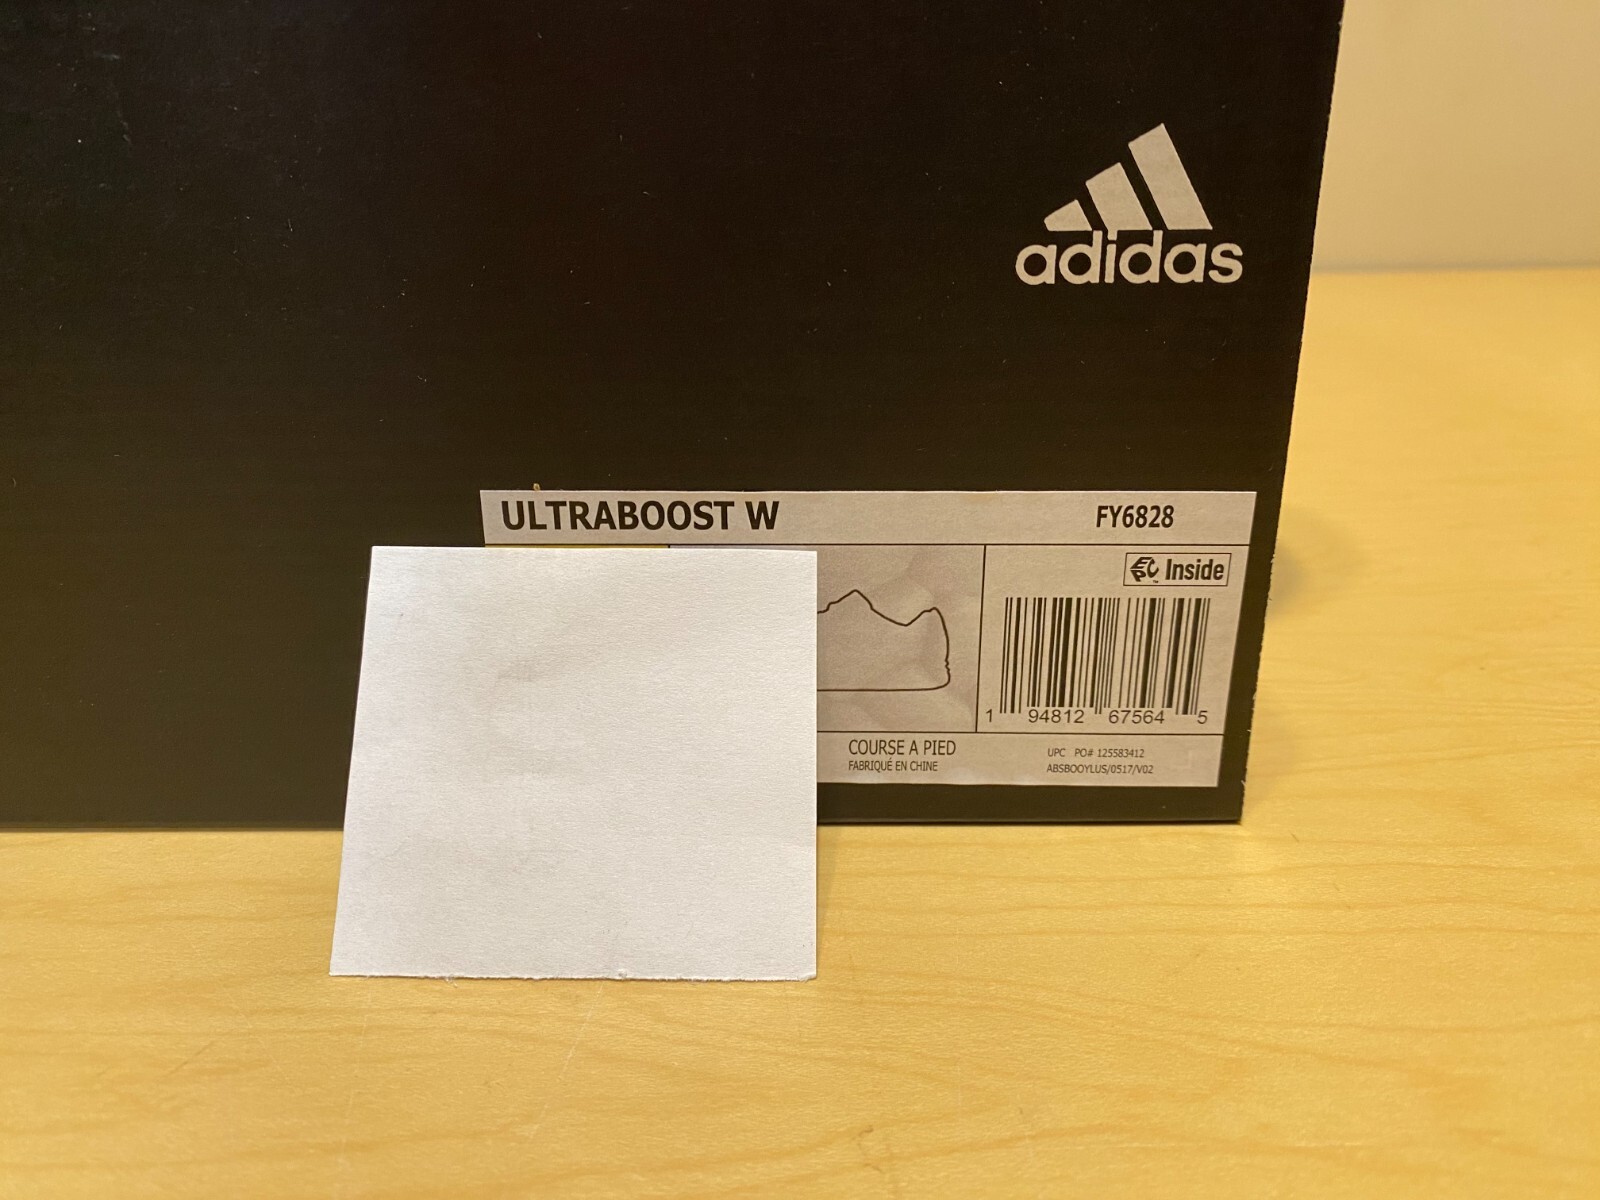 adidas
ULTRABOOST W FY6828
EPC Inside
1 94812 67564 5
COURSE A PIED
FABRIQUÉ EN CHINE
UPC PO# 125583412
ABSBOOYLUS/0517/V02